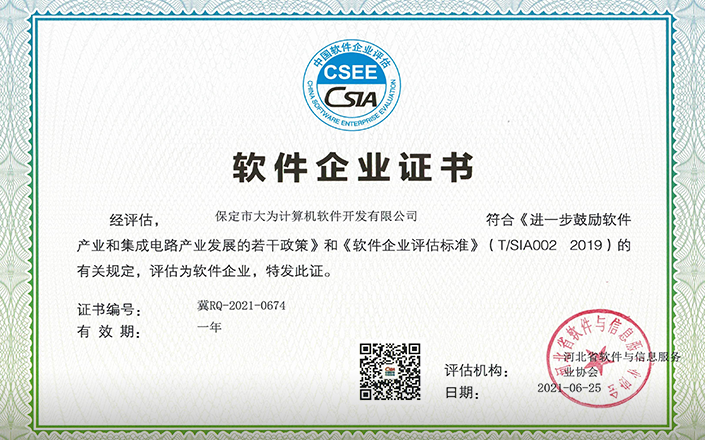 中国软件企业评估
CSEE
CSIA
CHINA SOFTWARE ENTERPRISE EVALUATION
软件企业证书
经评估， 保定市大为计算机软件开发有限公司 符合《进一步鼓励软件
产业和集成电路产业发展的若干政策》和《软件企业评估标准》（T/SIA002 2019）的
有关规定，评估为软件企业，特发此证。
证书编号： 冀RQ-2021-0674
有 效 期： 一年
评估机构： 河北省软件与信息服务
业协会
日期： 2021-06-25
河北省软件与信息服务业协会